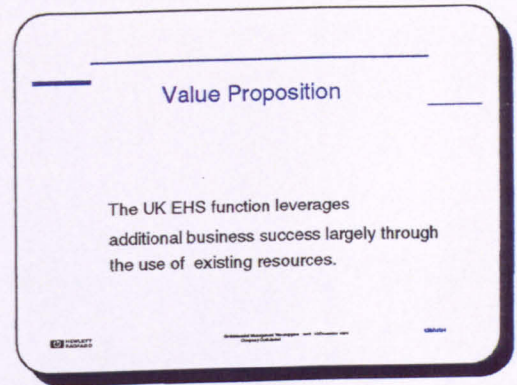 Value Proposition
The UK EHS function leverages
additional business success largely through
the use of existing resources.
HEWLETT
PACKARD